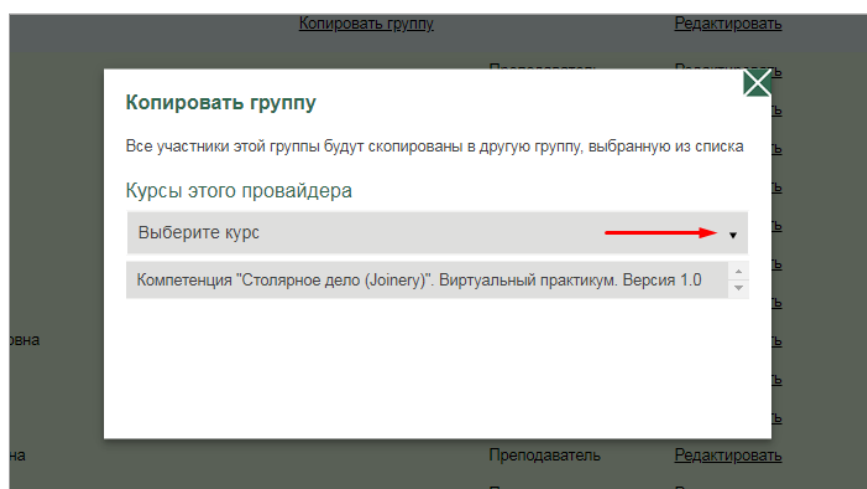 Копировать группу Редактировать
Копировать группу
Все участники этой группы будут скопированы в другую группу, выбранную из списка
Курсы этого провайдера
Выберите курс
Компетенция "Столярное дело (Joinery)". Виртуальный практикум. Версия 1.0
Преподаватель Редактировать